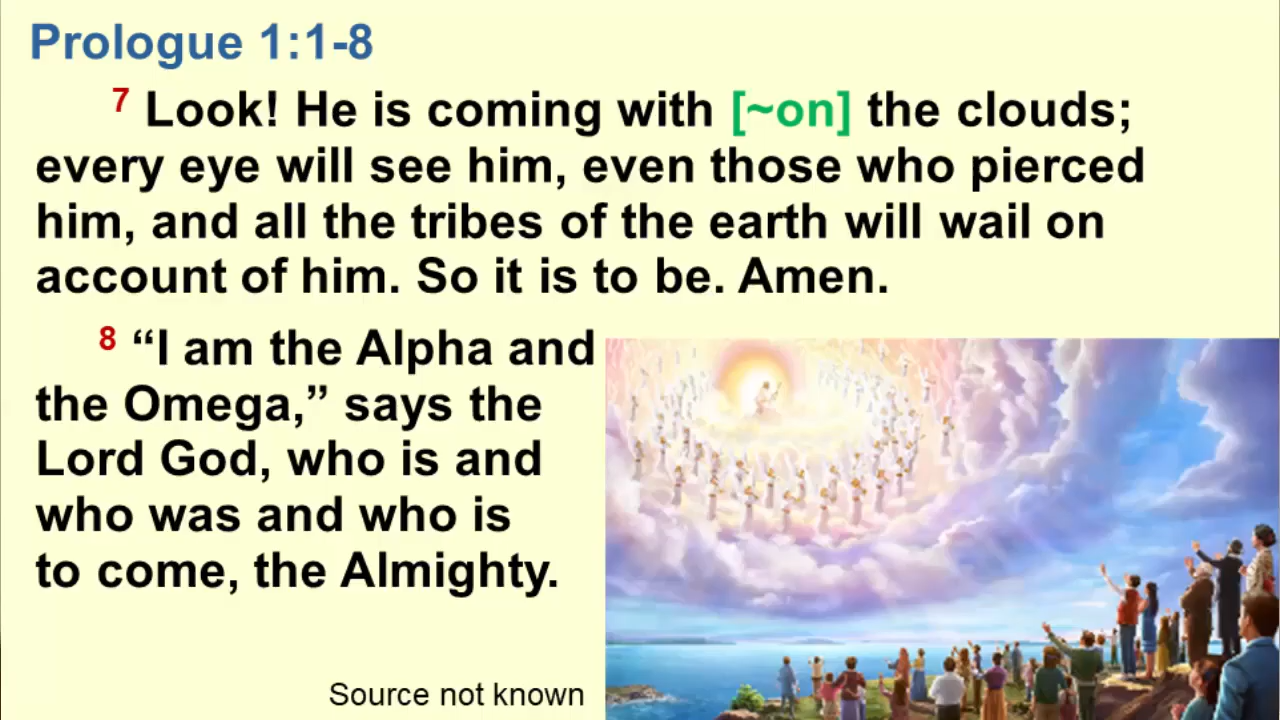 Prologue 1:1-8
7 Look! He is coming with [~on] the clouds;
every eye will see him, even those who pierced
him, and all the tribes of the earth will wail on
account of him. So it is to be. Amen.
8 “I am the Alpha and
the Omega,” says the
Lord God, who is and
who was and who is
to come, the Almighty.
Source not known